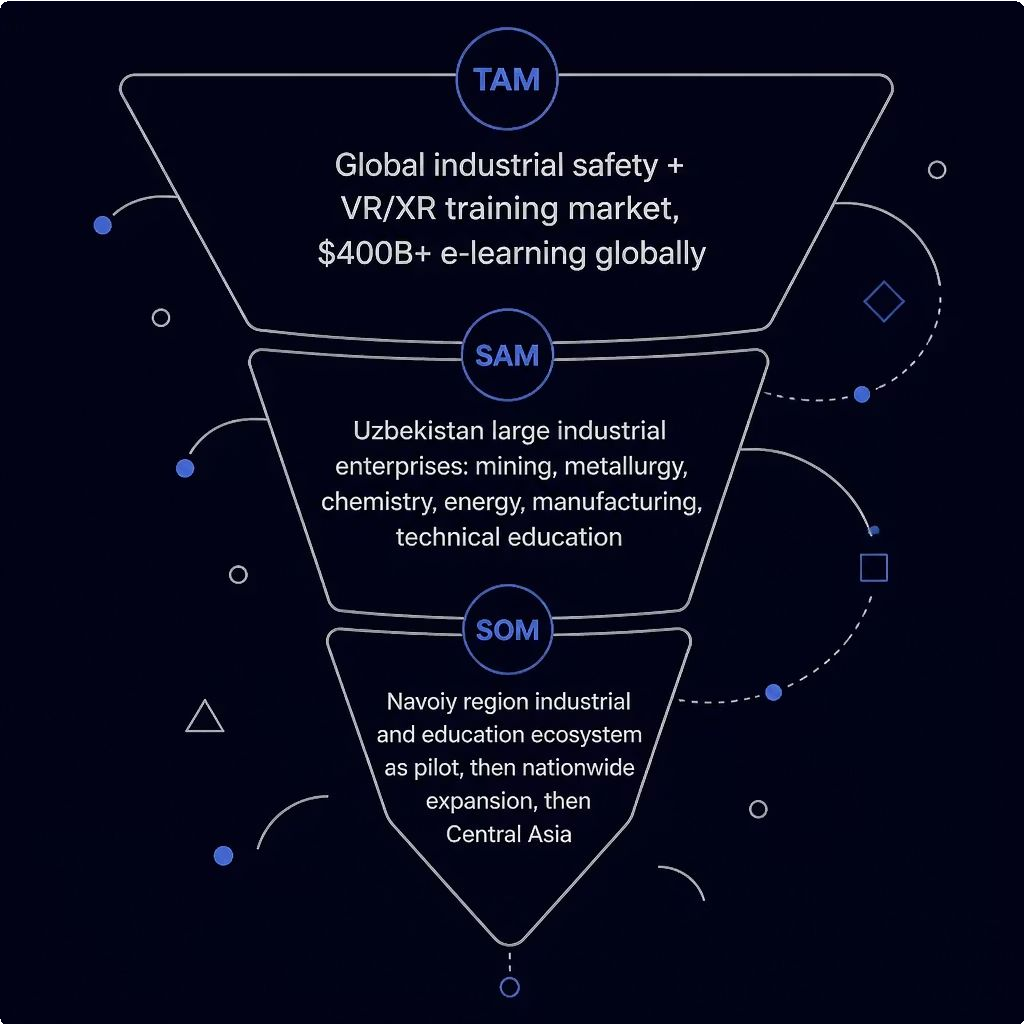 TAM
Global industrial safety +
VR/XR training market,
$400B+ e-learning globally
SAM
Uzbekistan large industrial
enterprises: mining, metallurgy,
chemistry, energy, manufacturing,
technical education
SOM
Navoiy region industrial
and education ecosystem
as pilot, then nationwide
expansion, then
Central Asia